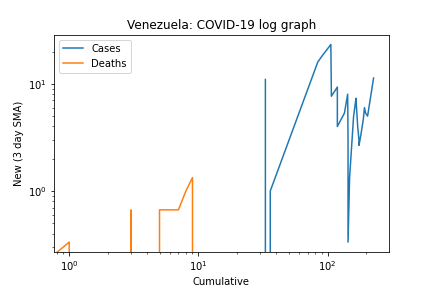 Venezuela: COVID-19 log graph
Cases
Deaths
New (3 day SMA)
10¹
10⁰
10⁰ 10¹ 10²
Cumulative